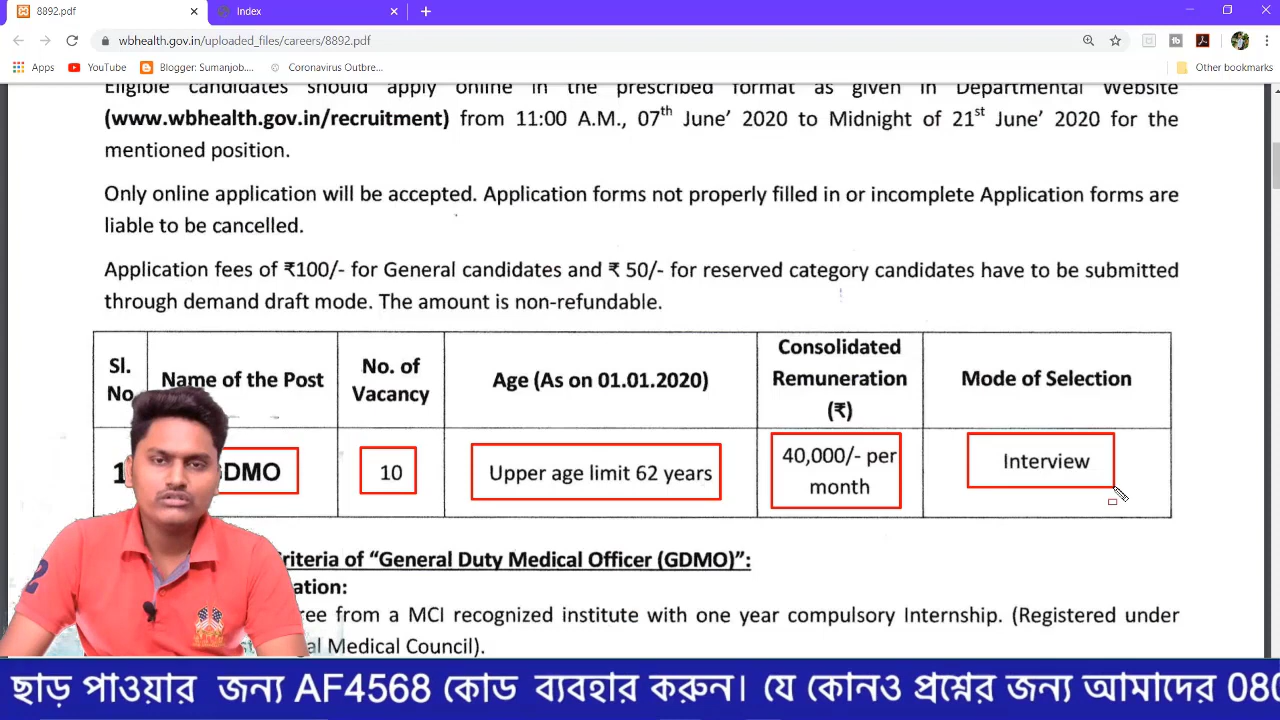 8892.pdf
Index
wbhealth.gov.in/uploaded_files/careers/8892.pdf
Apps
YouTube
Blogger: Sumanjob....
Coronavirus Outbre...
Other bookmarks
Eligible candidates should apply online in the prescribed format as given in Departmental Website
(www.wbhealth.gov.in/recruitment) from 11:00 A.M., 07th June' 2020 to Midnight of 21st June' 2020 for the
mentioned position.
Only online application will be accepted. Application forms not properly filled in or incomplete Application forms are
liable to be cancelled.
Application fees of ₹100/- for General candidates and ₹ 50/- for reserved category candidates have to be submitted
through demand draft mode. The amount is non-refundable.
Sl. No
Name of the Post
No. of Vacancy
Age (As on 01.01.2020)
Consolidated Remuneration (₹)
Mode of Selection
1
DMO
10
Upper age limit 62 years
40,000/- per month
Interview
riteria of "General Duty Medical Officer (GDMO)":
ation:
ree from a MCI recognized institute with one year compulsory Internship. (Registered under
al Medical Council).
2
ছাড় পাওয়ার জন্য AF4568 কোড ব্যবহার করুন। যে কোনও প্রশ্নের জন্য আমাদের 080